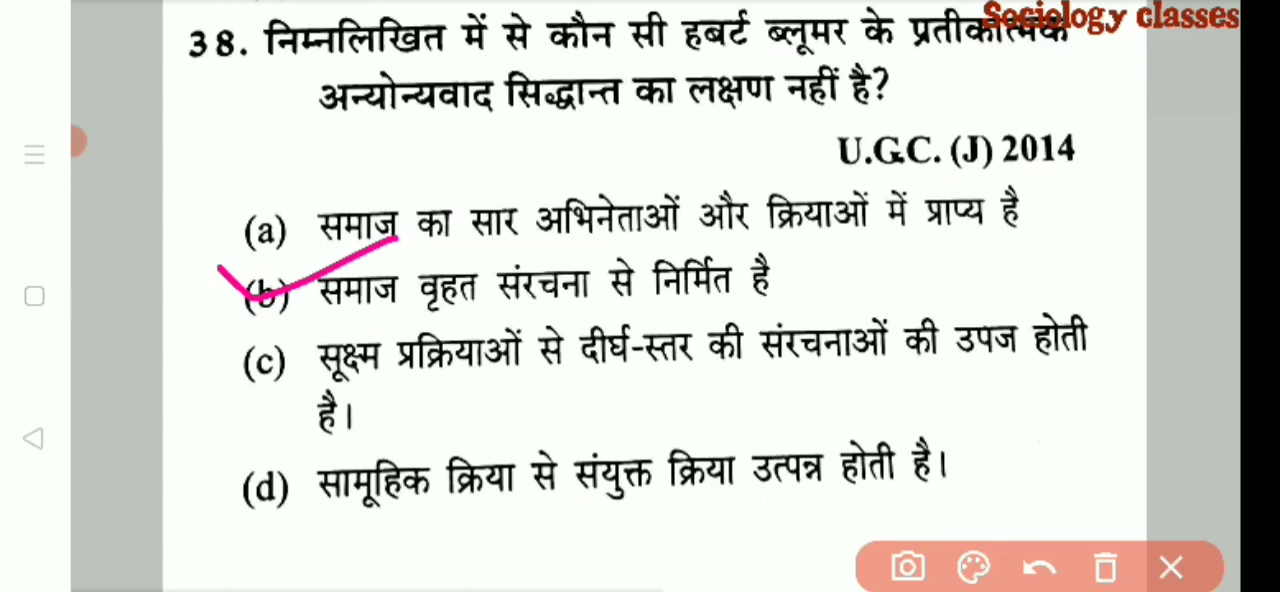 Sociology classes
38. निम्नलिखित में से कौन सी हबर्ट ब्लूमर के प्रतीकात्मक
अन्योन्यवाद सिद्धान्त का लक्षण नहीं है?
U.G.C. (J) 2014
(a) समाज का सार अभिनेताओं और क्रियाओं में प्राप्य है
(b) समाज वृहत संरचना से निर्मित है
(c) सूक्ष्म प्रक्रियाओं से दीर्घ-स्तर की संरचनाओं की उपज होती
है।
(d) सामूहिक क्रिया से संयुक्त क्रिया उत्पन्न होती है।